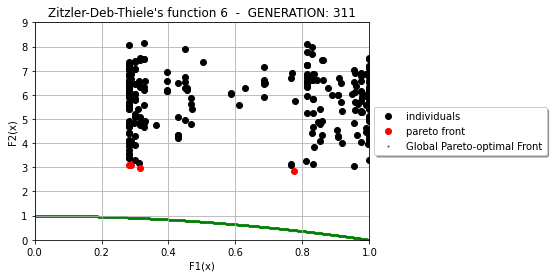 Zitzler-Deb-Thiele's function 6 - GENERATION: 311
9
8
7
6
5
4
3
2
1
0
F2(x)
0.0 0.2 0.4 0.6 0.8 1.0
F1(x)
individuals
pareto front
Global Pareto-optimal Front